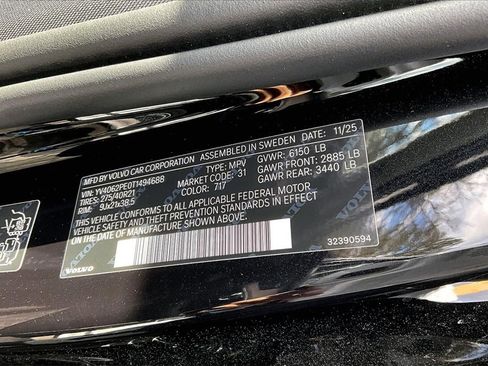 MFD BY VOLVO CAR CORPORATION ASSEMBLED IN SWEDEN DATE: 11/25
VIN: YV4062PE0T1494688 TYPE: MPV GVWR: 6150 LB
TIRES: 275/40R21 MARKET CODE: 31 GAWR FRONT: 2885 LB
RIM: 9Jx21x38.5 COLOR: 717 GAWR REAR: 3440 LB
THIS VEHICLE CONFORMS TO ALL APPLICABLE FEDERAL MOTOR
VEHICLE SAFETY AND THEFT PREVENTION STANDARDS IN EFFECT
ON THE DATE OF MANUFACTURE SHOWN ABOVE.
32390594
VOLVO